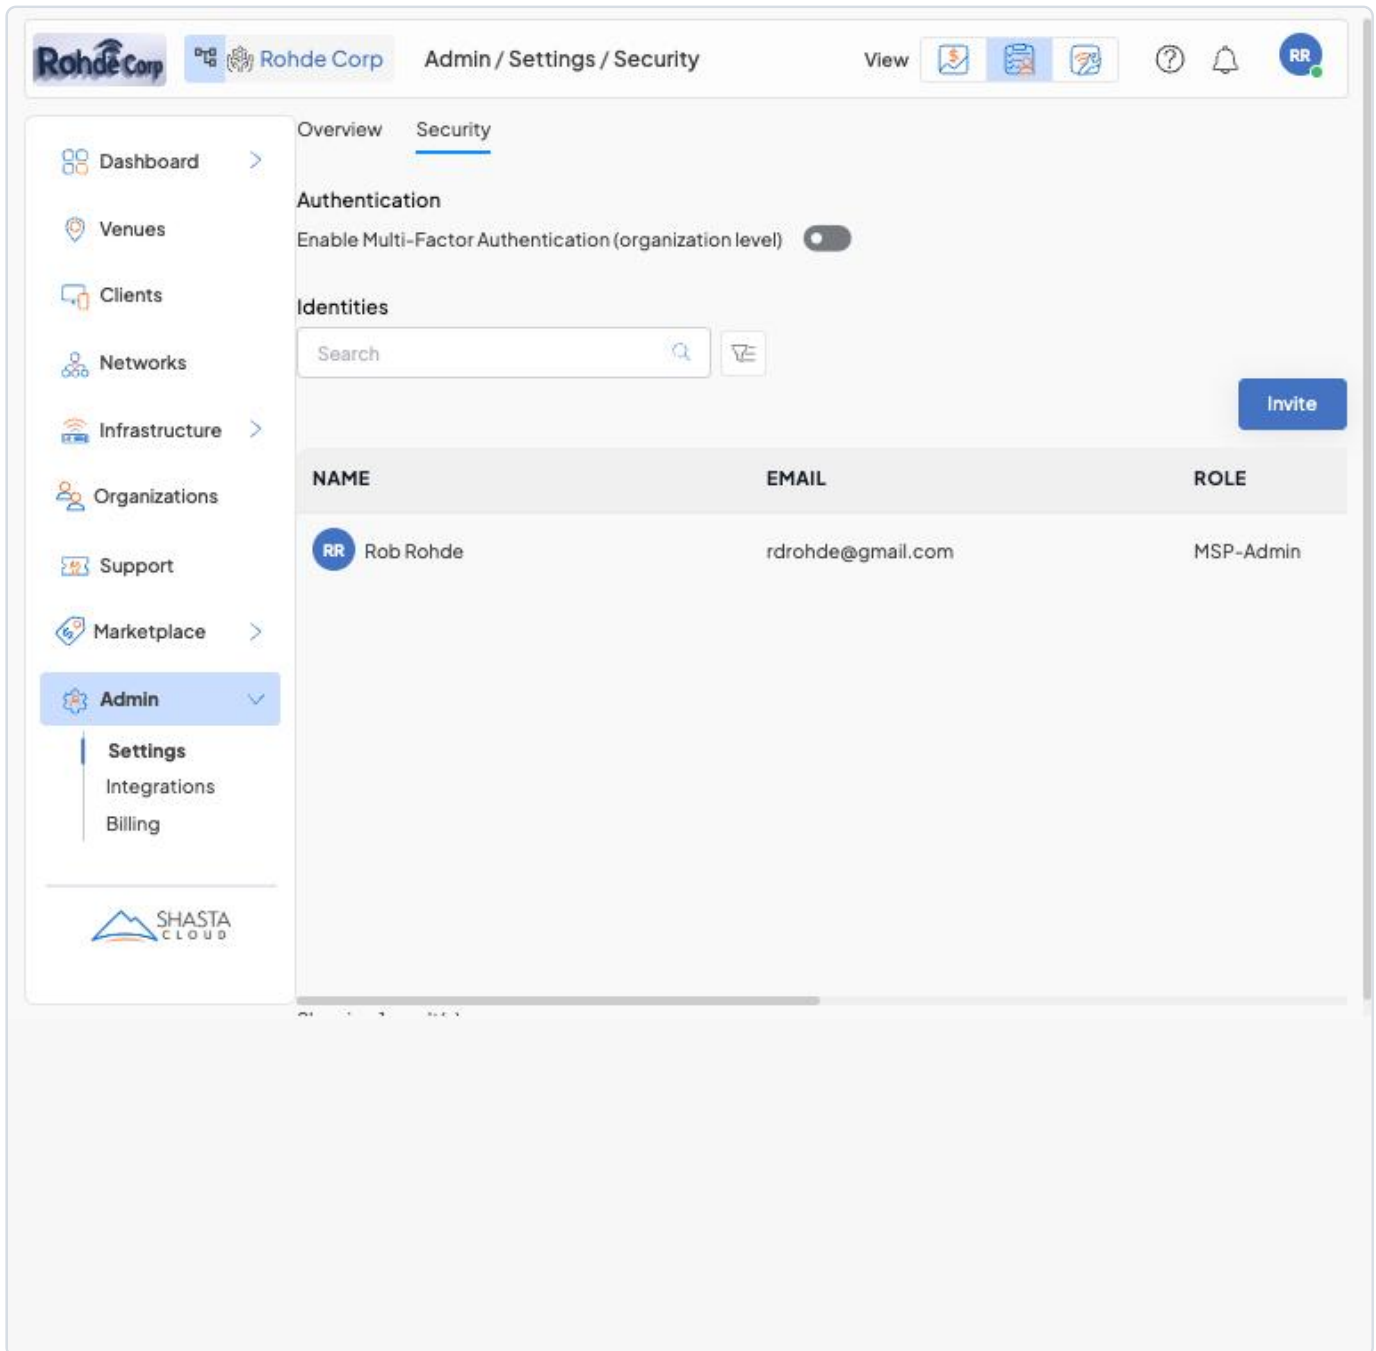 Rohde Corp
Rohde Corp
Admin / Settings / Security
View
RR
Dashboard
Venues
Clients
Networks
Infrastructure
Organizations
Support
Marketplace
Admin
Settings
Integrations
Billing
SHASTA
CLOUD
Overview Security
Authentication
Enable Multi-Factor Authentication (organization level)
Identities
Search
Invite
NAME EMAIL ROLE
RR Rob Rohde rdrohde@gmail.com MSP-Admin